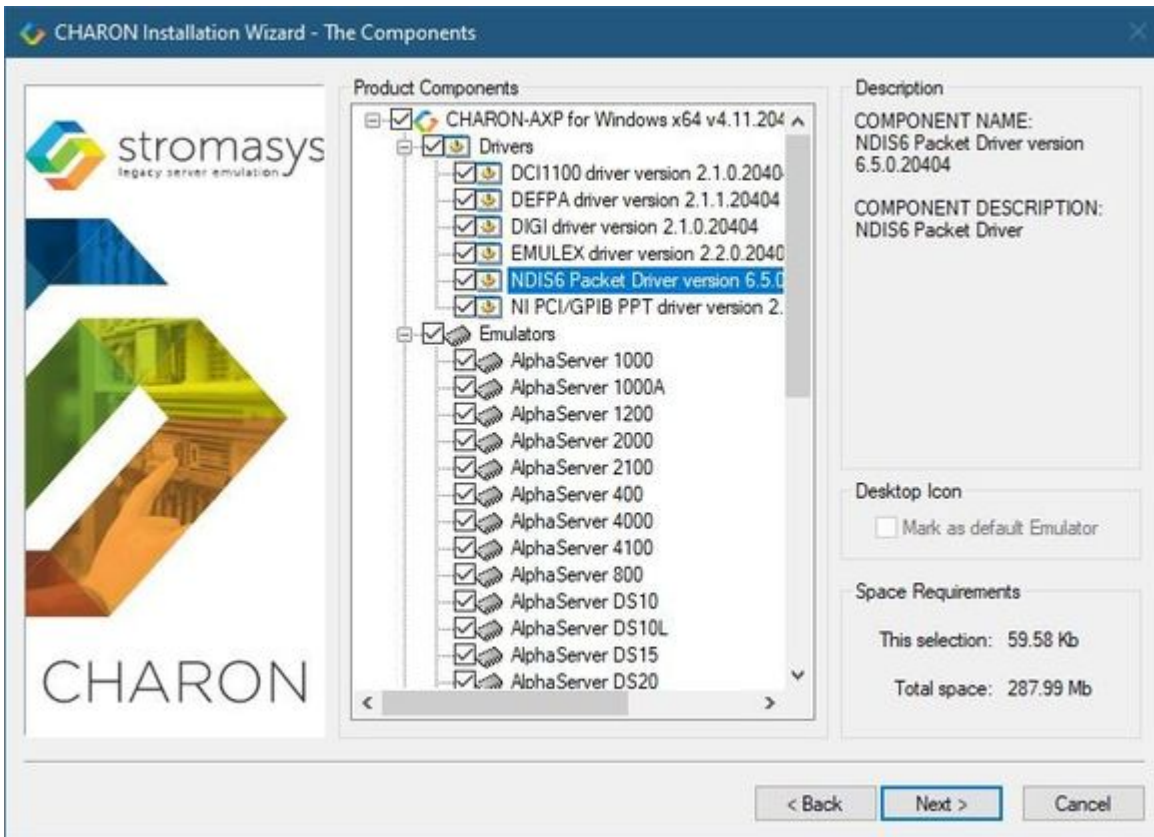 CHARON Installation Wizard - The Components
stromasys
legacy server emulation
CHARON
Product Components
CHARON-AXP for Windows x64 v4.11.204
Drivers
DCI1100 driver version 2.1.0.2040
DEFPA driver version 2.1.1.20404
DIGI driver version 2.1.0.20404
EMULEX driver version 2.2.0.2040
NDIS6 Packet Driver version 6.5.0
NI PCI/GPIB PPT driver version 2.
Emulators
AlphaServer 1000
AlphaServer 1000A
AlphaServer 1200
AlphaServer 2000
AlphaServer 2100
AlphaServer 400
AlphaServer 4000
AlphaServer 4100
AlphaServer 800
AlphaServer DS10
AlphaServer DS10L
AlphaServer DS15
AlphaServer DS20
Description
COMPONENT NAME:
NDIS6 Packet Driver version
6.5.0.20404
COMPONENT DESCRIPTION:
NDIS6 Packet Driver
Desktop Icon
Mark as default Emulator
Space Requirements
This selection: 59.58 Kb
Total space: 287.99 Mb
< Back
Next >
Cancel